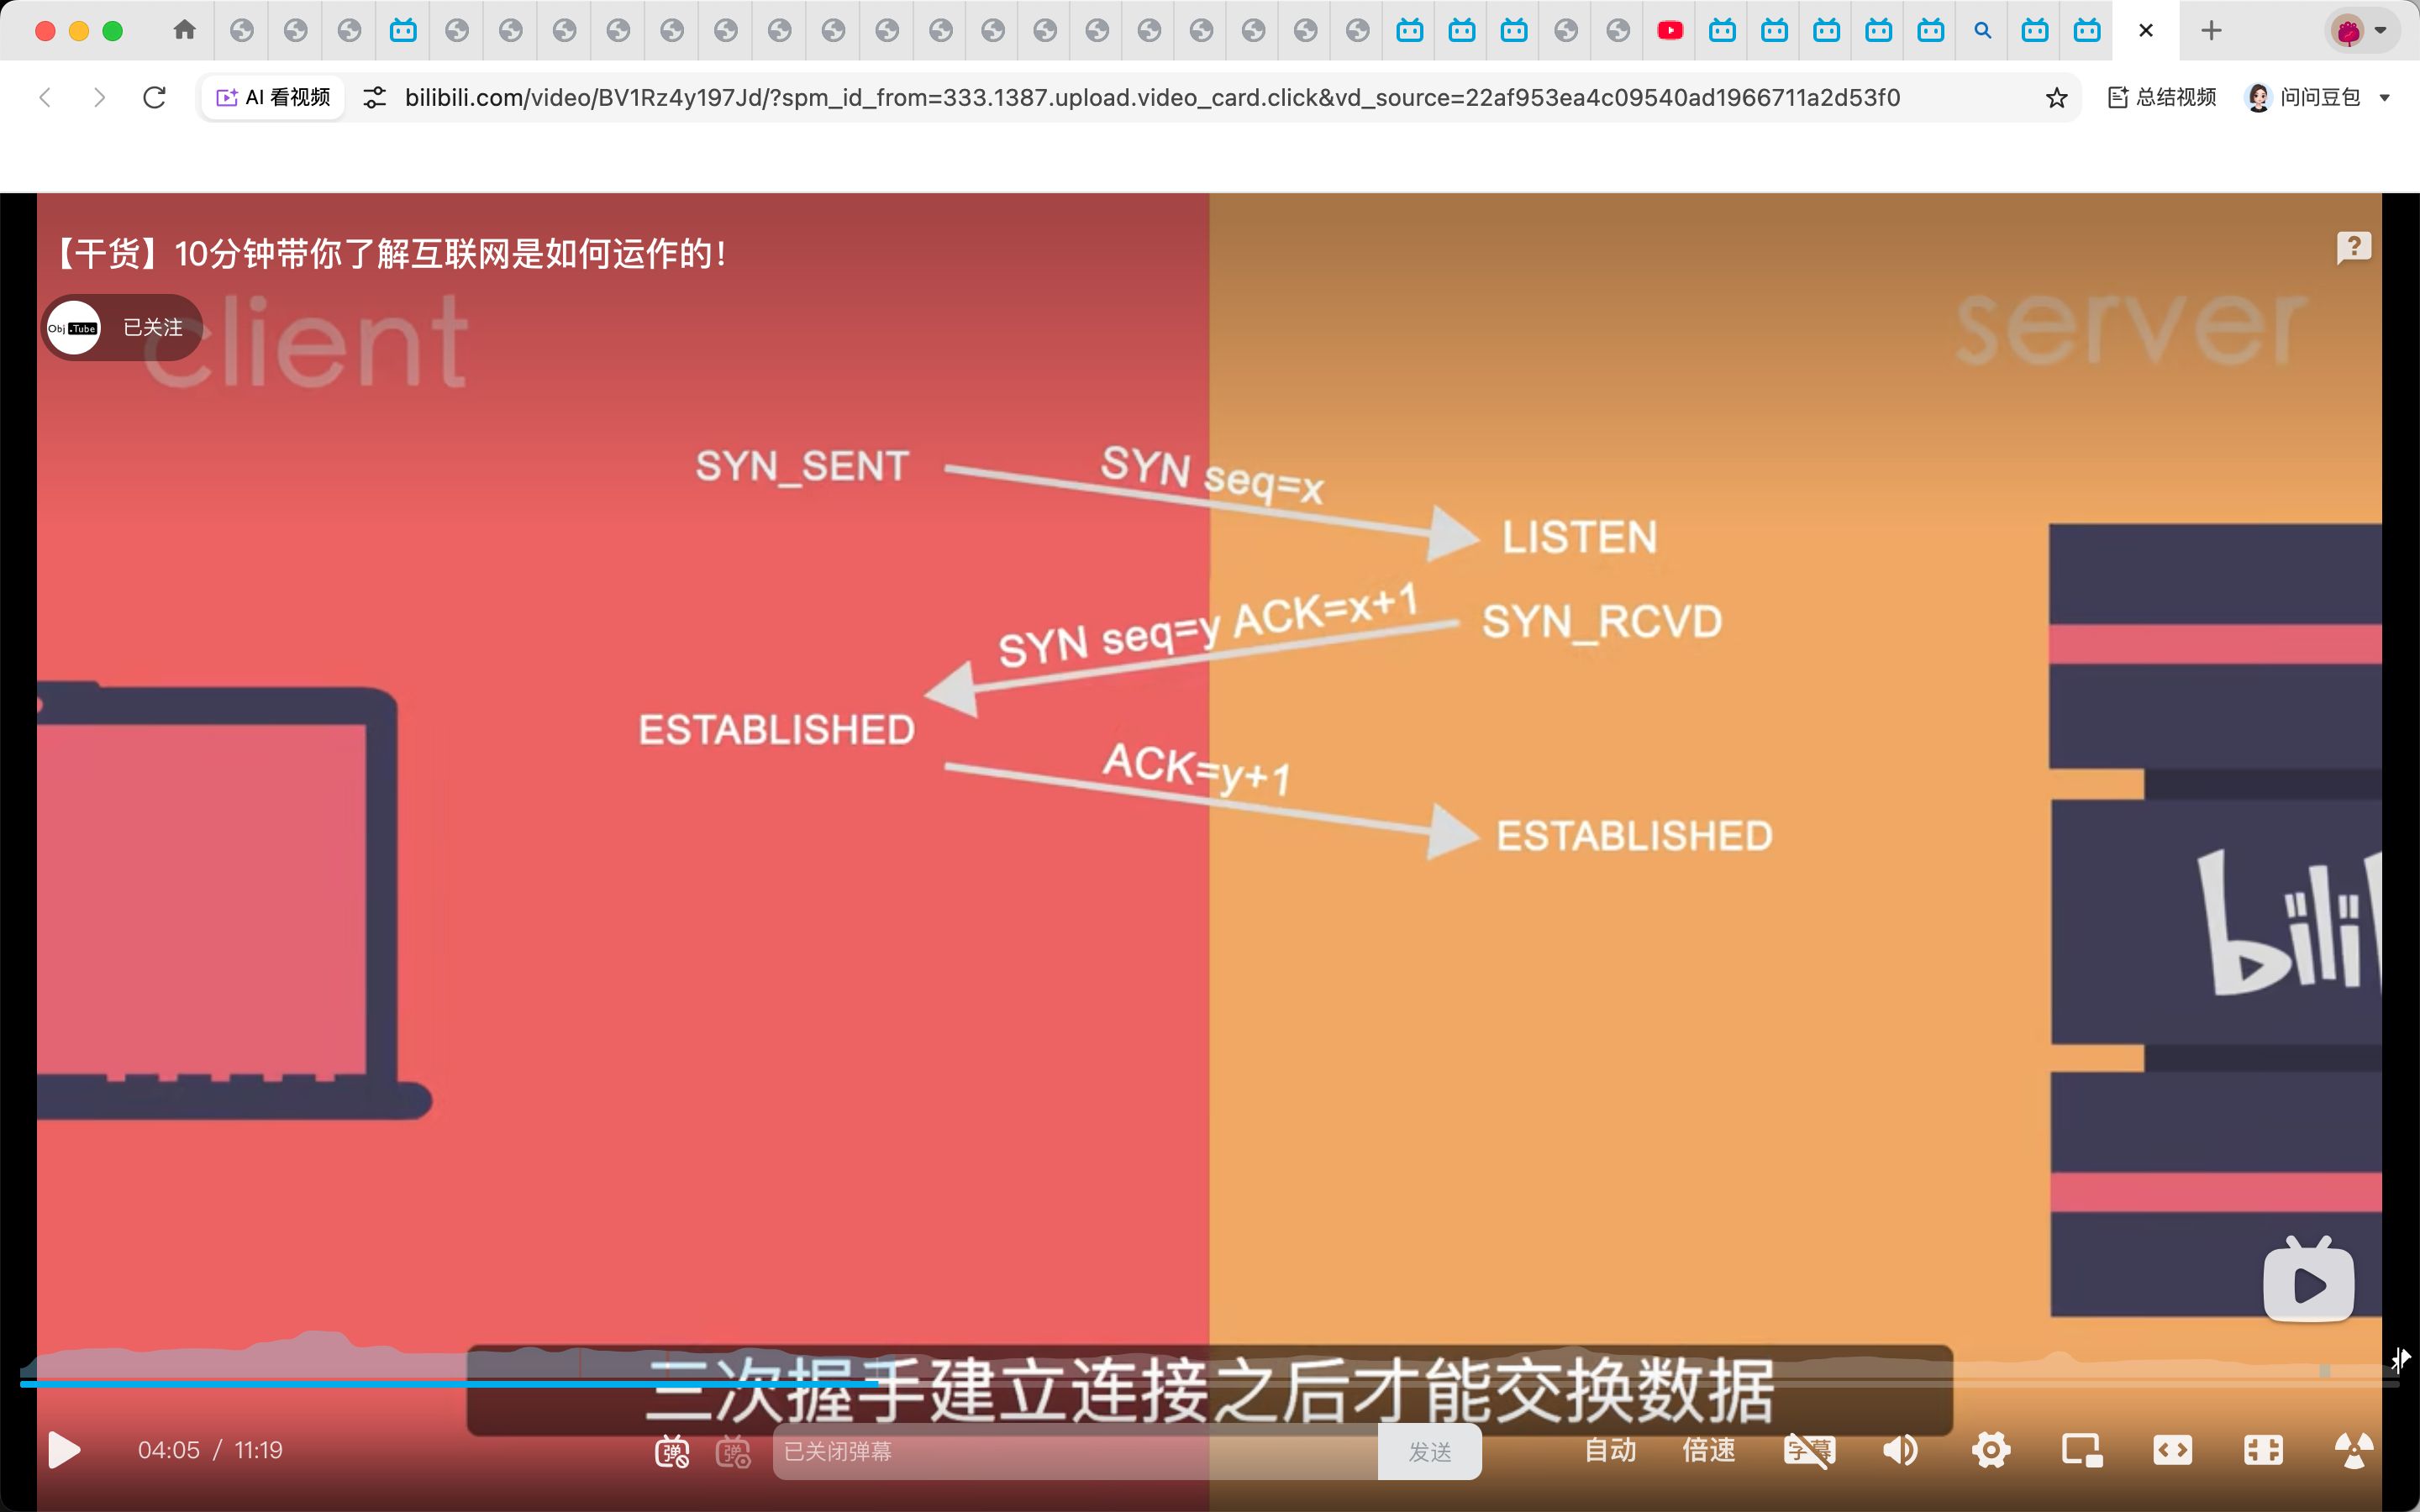 AI 看视频
bilibili.com/video/BV1Rz4y197Jd/?spm_id_from=333.1387.upload.video_card.click&vd_source=22af953ea4c09540ad1966711a2d53f0
总结视频
问问豆包
【干货】10分钟带你了解互联网是如何运作的！
?
Obj.Tube
已关注
client
server
SYN_SENT
SYN seq=x
LISTEN
SYN seq=y ACK=x+1
SYN_RCVD
ESTABLISHED
ACK=y+1
ESTABLISHED
三次握手建立连接之后才能交换数据
04:05 / 11:19
弹
弹
已关闭弹幕
发送
自动
倍速
字幕